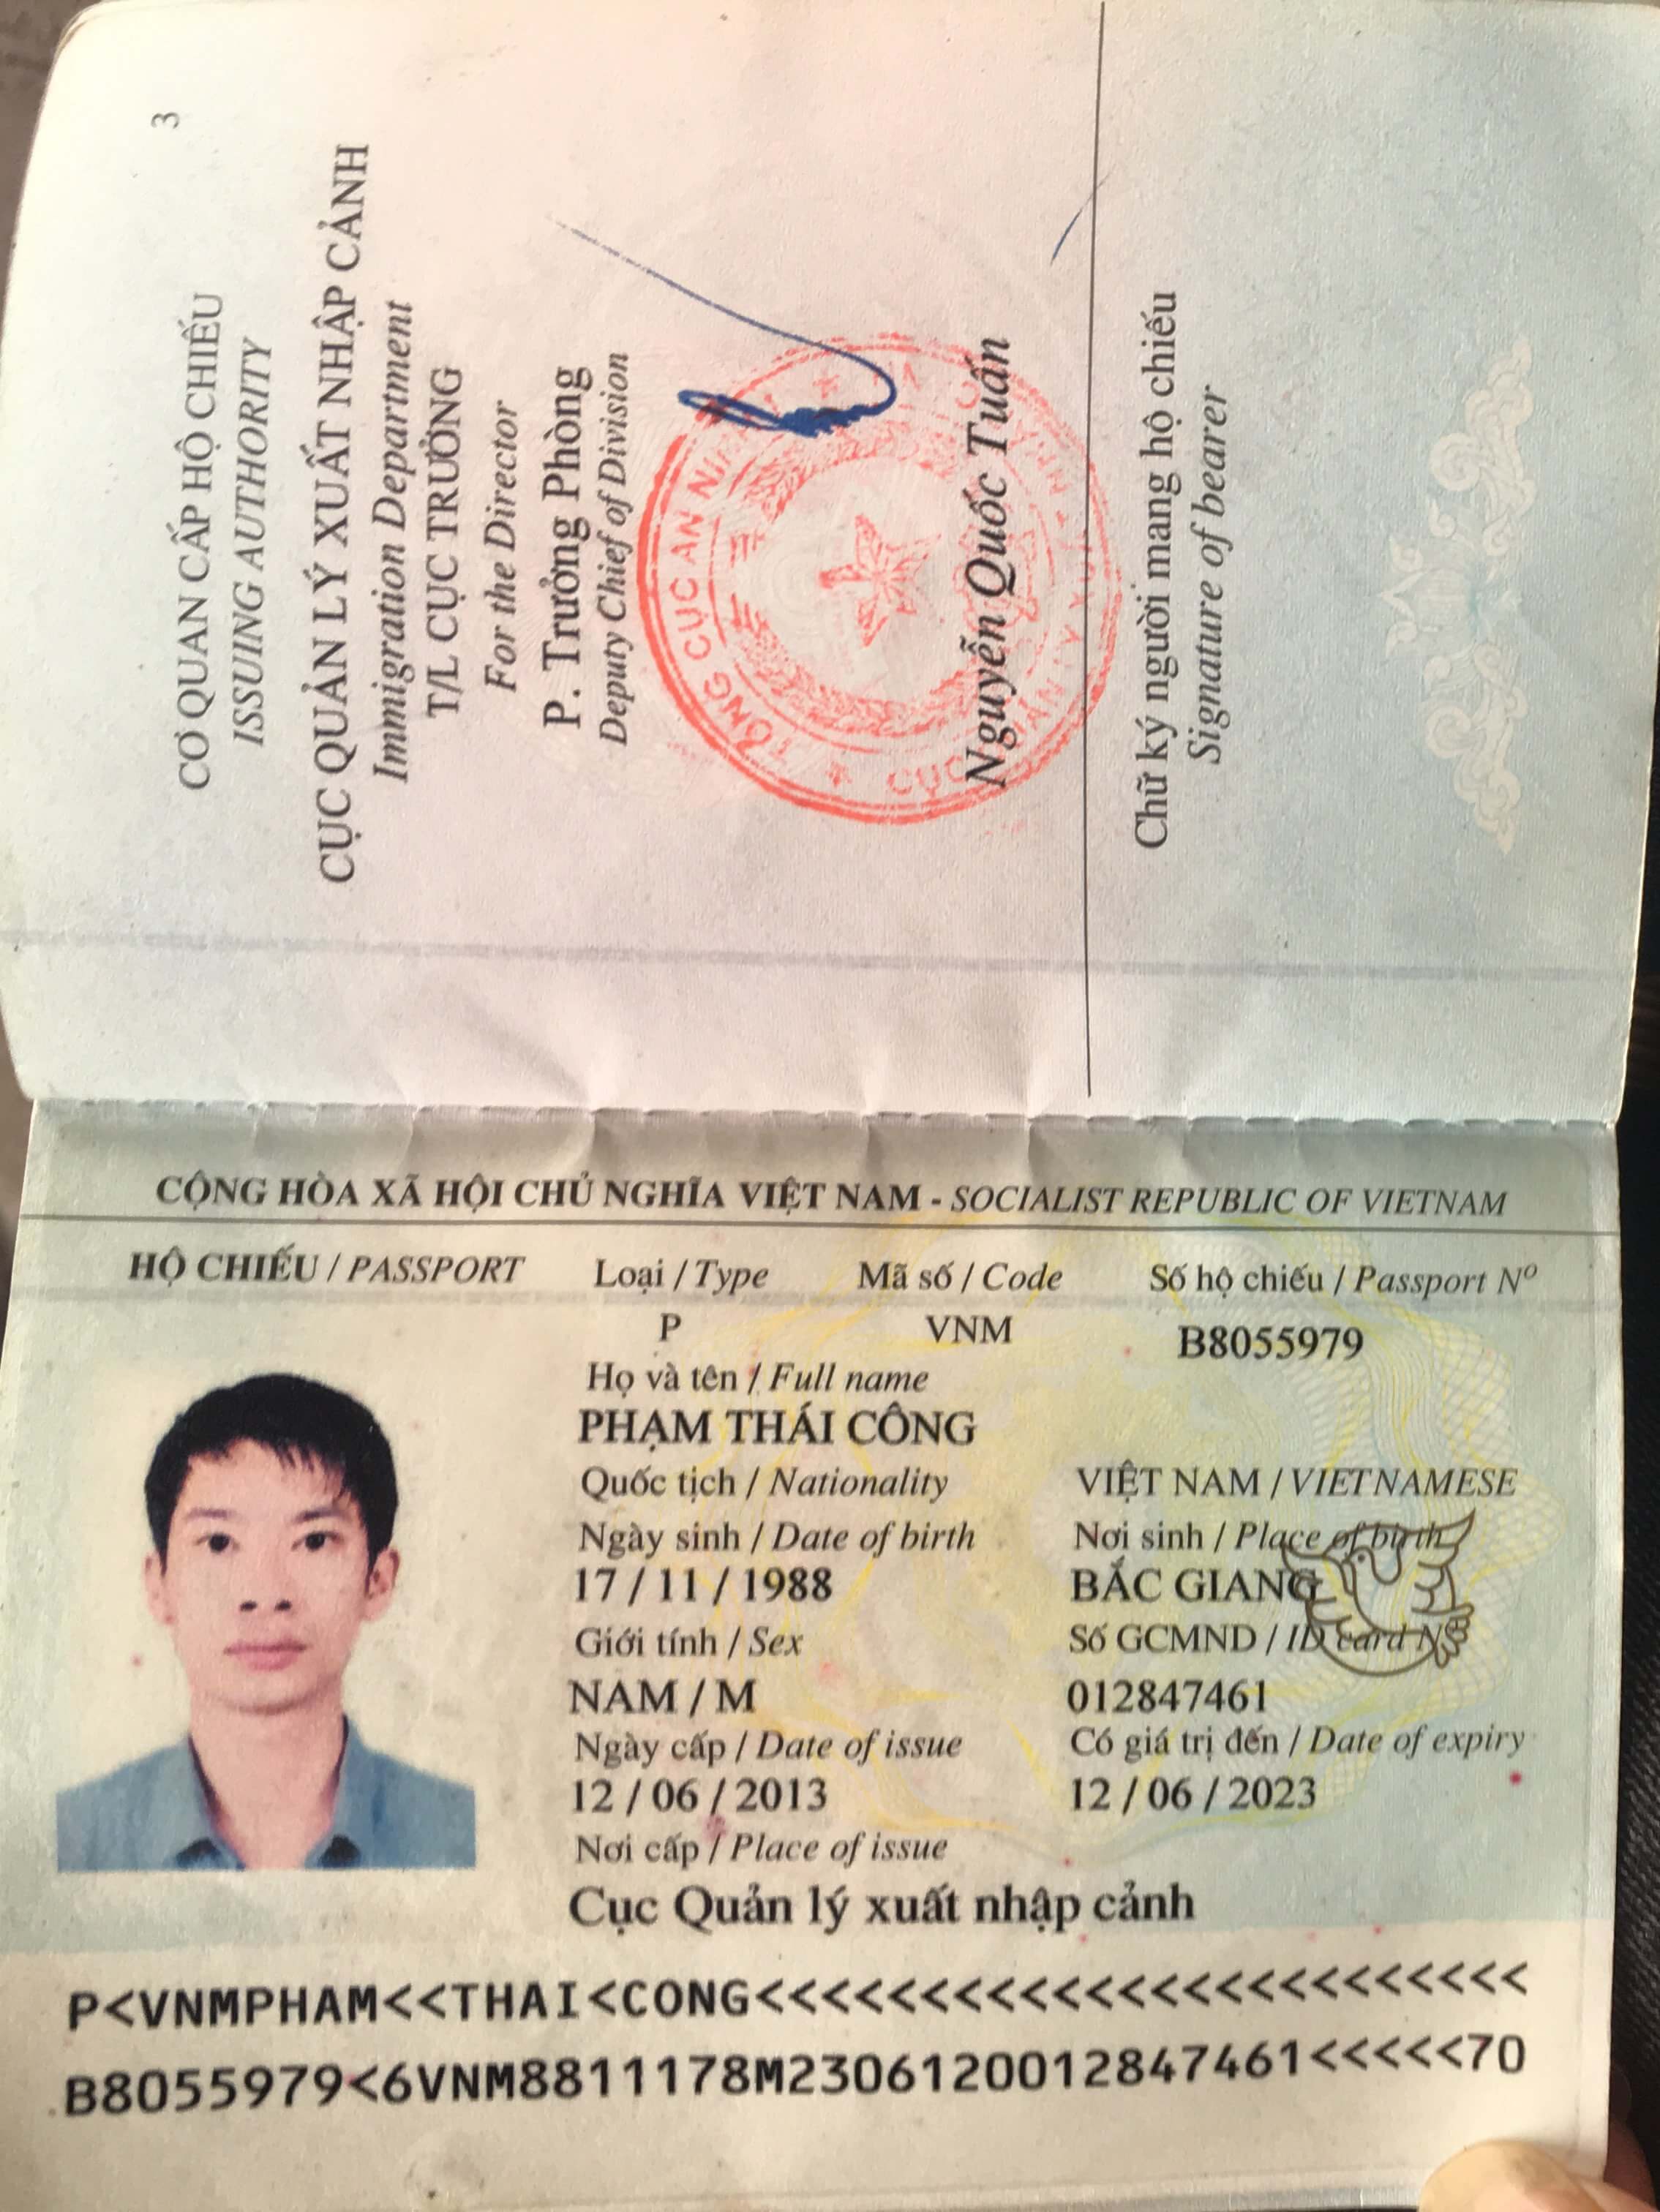 3
CƠ QUAN CẤP HỘ CHIẾU
ISSUING AUTHORITY
CỤC QUẢN LÝ XUẤT NHẬP CẢNH
Immigration Department
T/L CỤC TRƯỞNG
For the Director
P. Trưởng Phòng
Deputy Chief of Division
TỔNG CỤC AN NINH
Nguyễn Quốc Tuấn
Chữ ký người mang hộ chiếu
Signature of bearer
CỘNG HÒA XÃ HỘI CHỦ NGHĨA VIỆT NAM - SOCIALIST REPUBLIC OF VIETNAM
HỘ CHIẾU / PASSPORT Loại / Type Mã số / Code Số hộ chiếu / Passport Nº
P VNM B8055979
Họ và tên / Full name
PHẠM THÁI CÔNG
Quốc tịch / Nationality VIỆT NAM / VIETNAMESE
Ngày sinh / Date of birth Nơi sinh / Place of birth
17 / 11 / 1988 BẮC GIANG
Giới tính / Sex Số GCMND / ID card Nº
NAM / M 012847461
Ngày cấp / Date of issue Có giá trị đến / Date of expiry
12 / 06 / 2013 12 / 06 / 2023
Nơi cấp / Place of issue
Cục Quản lý xuất nhập cảnh
P<VNMPHAM<<THAI<CONG<<<<<<<<<<<<<<<<<<<<<<<<
B8055979<6VNM8811178M2306120012847461<<<<<70